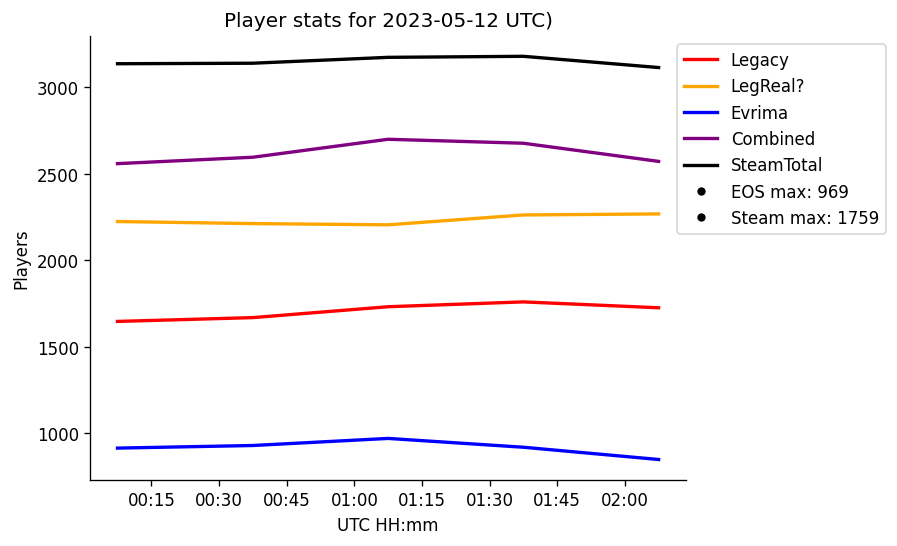 Player stats for 2023-05-12 UTC)
3000
2500
2000
1500
1000
Players
00:15 00:30 00:45 01:00 01:15 01:30 01:45 02:00
UTC HH:mm
Legacy
LegReal?
Evrima
Combined
SteamTotal
EOS max: 969
Steam max: 1759